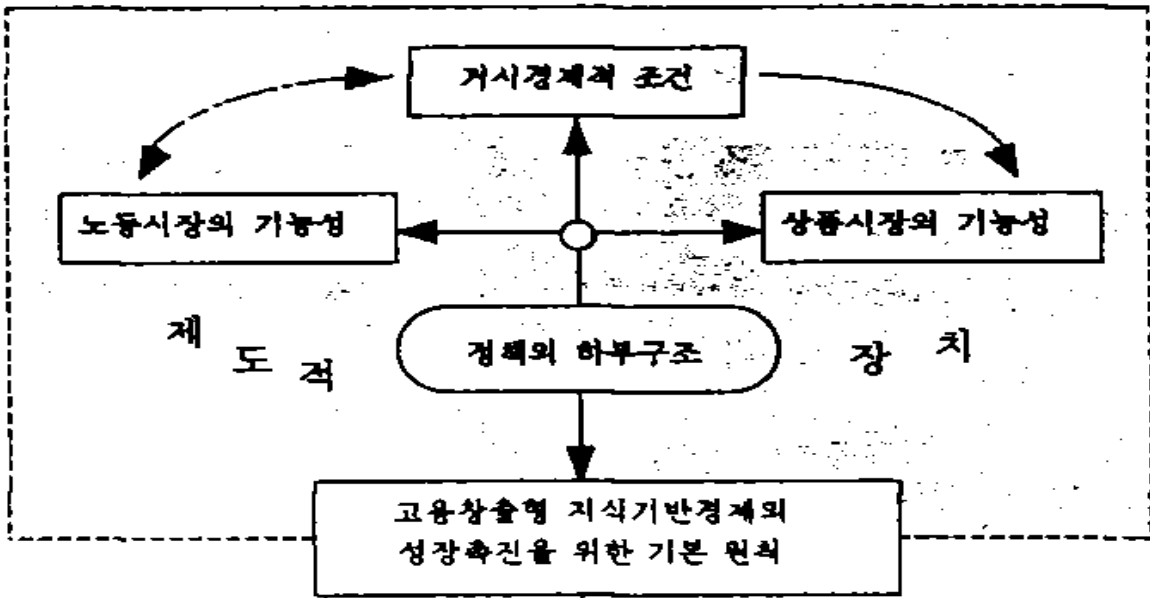 거시경제적 조건
노동시장의 기능성
상품시장의 기능성
제도적
장치
정책의 하부구조
고용창출형 지식기반경제의
성장촉진을 위한 기본 원칙